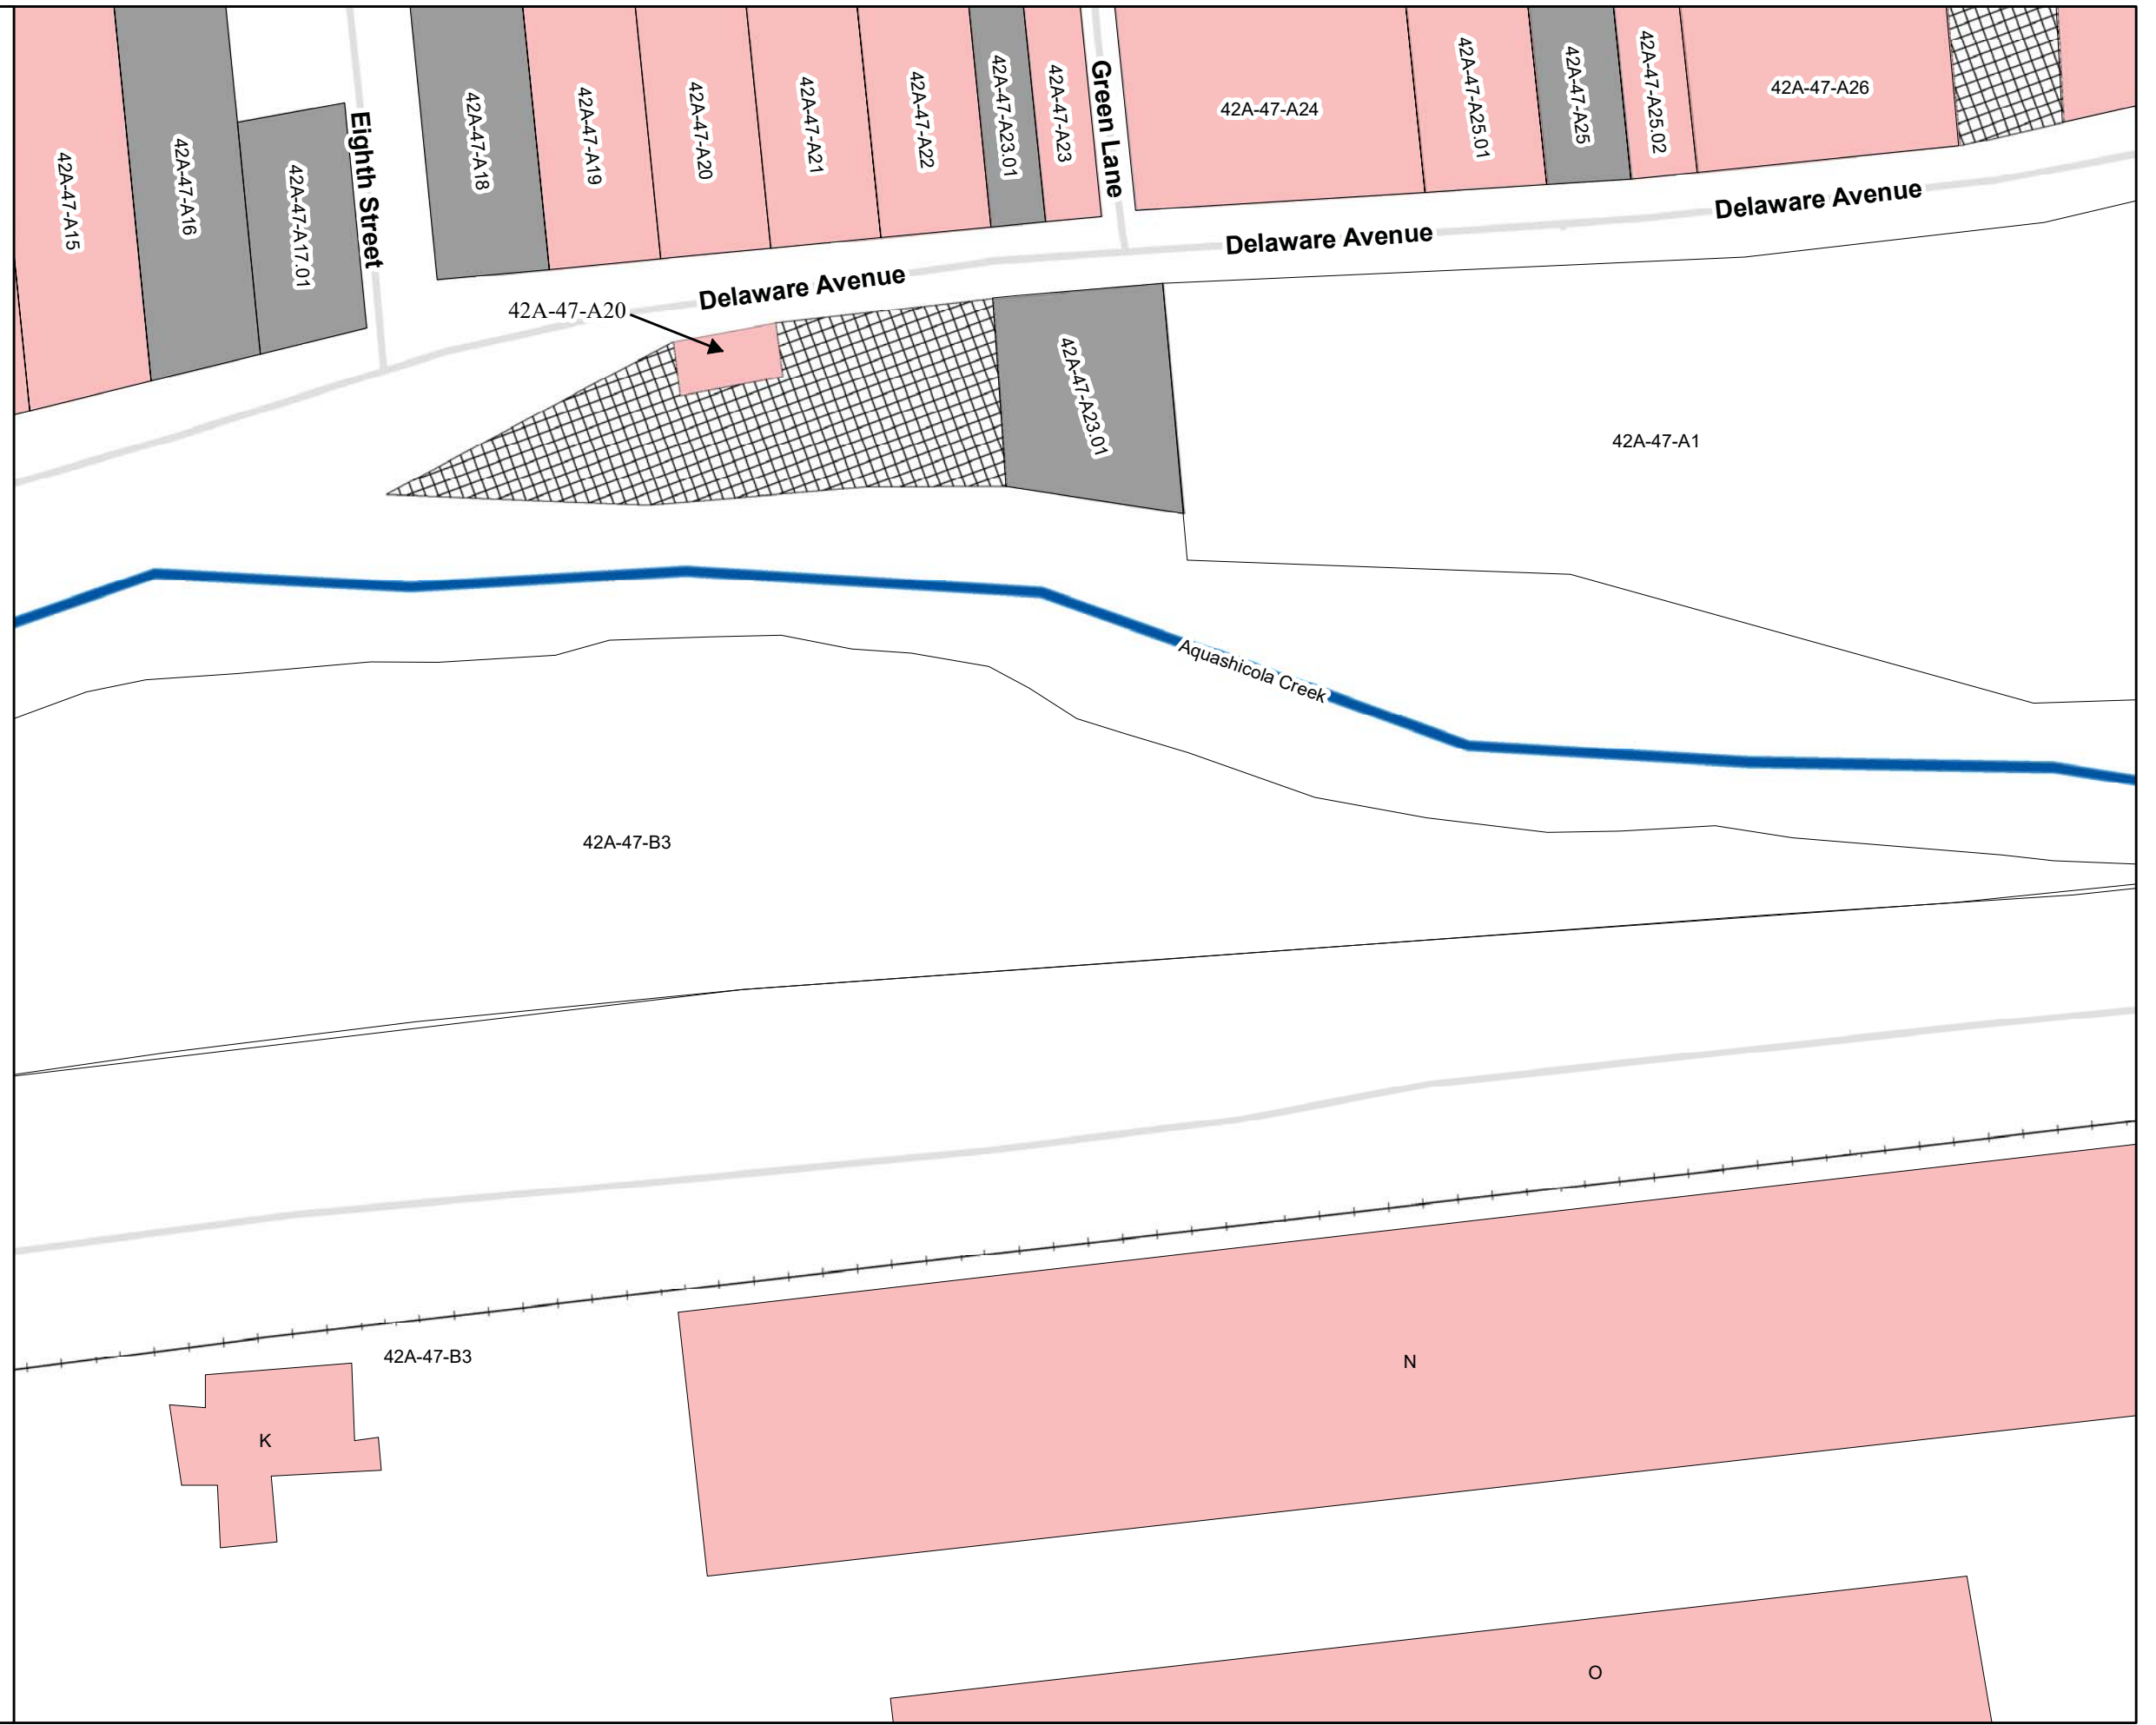 42A-47-A15
42A-47-A16
42A-47-A17.01
Eighth Street
42A-47-A18
42A-47-A19
42A-47-A20
42A-47-A21
42A-47-A22
42A-47-A23.01
42A-47-A23
Green Lane
42A-47-A24
42A-47-A25.01
42A-47-A25
42A-47-A25.02
42A-47-A26
Delaware Avenue
Delaware Avenue
Delaware Avenue
42A-47-A20
42A-47-A23.01
42A-47-A1
Aquashicola Creek
42A-47-B3
42A-47-B3
N
K
O